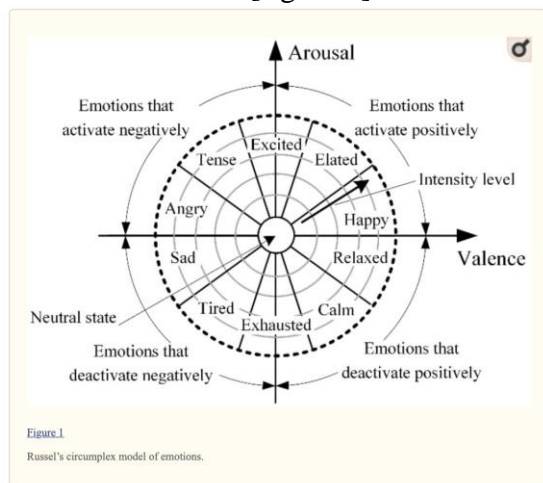 Arousal
Emotions that
activate negatively
Emotions that
activate positively
Excited
Tense
Elated
Intensity level
Angry
Happy
Sad
Relaxed
Valence
Tired
Calm
Neutral state
Exhausted
Emotions that
deactivate negatively
Emotions that
deactivate positively
Figure 1
Russel's circumplex model of emotions.